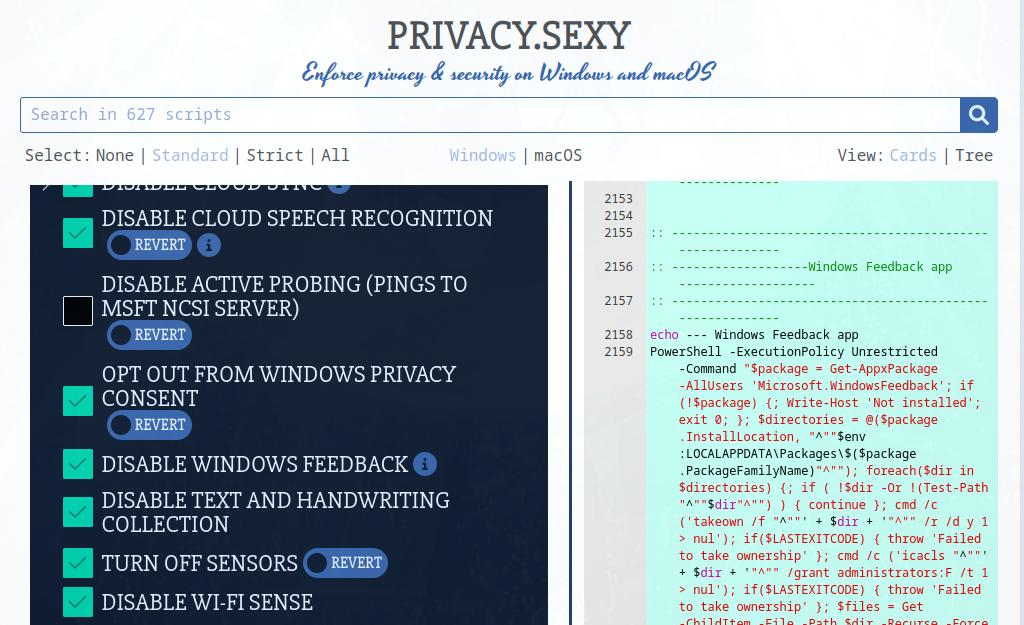 PRIVACY.SEXY
Enforce privacy & security on Windows and macOS
Search in 627 scripts
Select: None | Standard | Strict | All
Windows | macOS
View: Cards | Tree
DISABLE CLOUD SYNC i
DISABLE CLOUD SPEECH RECOGNITION
REVERT i
DISABLE ACTIVE PROBING (PINGS TO
MSFT NCSI SERVER)
REVERT
OPT OUT FROM WINDOWS PRIVACY
CONSENT
REVERT
DISABLE WINDOWS FEEDBACK i
DISABLE TEXT AND HANDWRITING
COLLECTION
TURN OFF SENSORS REVERT
DISABLE WI-FI SENSE
--------------
2153
2154
2155 :: ------------------------------------------
--------------
2156 :: ------------------Windows Feedback app
-------------------
2157 :: ------------------------------------------
--------------
2158 echo --- Windows Feedback app
2159 PowerShell -ExecutionPolicy Unrestricted
-Command "$package = Get-AppxPackage
-AllUsers 'Microsoft.WindowsFeedback'; if
(!$package) {; Write-Host 'Not installed';
exit 0; }; $directories = @($package
.InstallLocation, "^""$env
:LOCALAPPDATA\Packages\$($package
.PackageFamilyName)"^""); foreach($dir in
$directories) {; if ( !$dir -Or !(Test-Path
"^""$dir"^"") ) { continue }; cmd /c
('takeown /f "^""' + $dir + '"^"" /r /d y 1
> nul'); if($LASTEXITCODE) { throw 'Failed
to take ownership' }; cmd /c ('icacls "^""'
+ $dir + '"^"" /grant administrators:F /t 1
> nul'); if($LASTEXITCODE) { throw 'Failed
to take ownership' }; $files = Get
-ChildItem -File -Path $dir -Recurse -Force